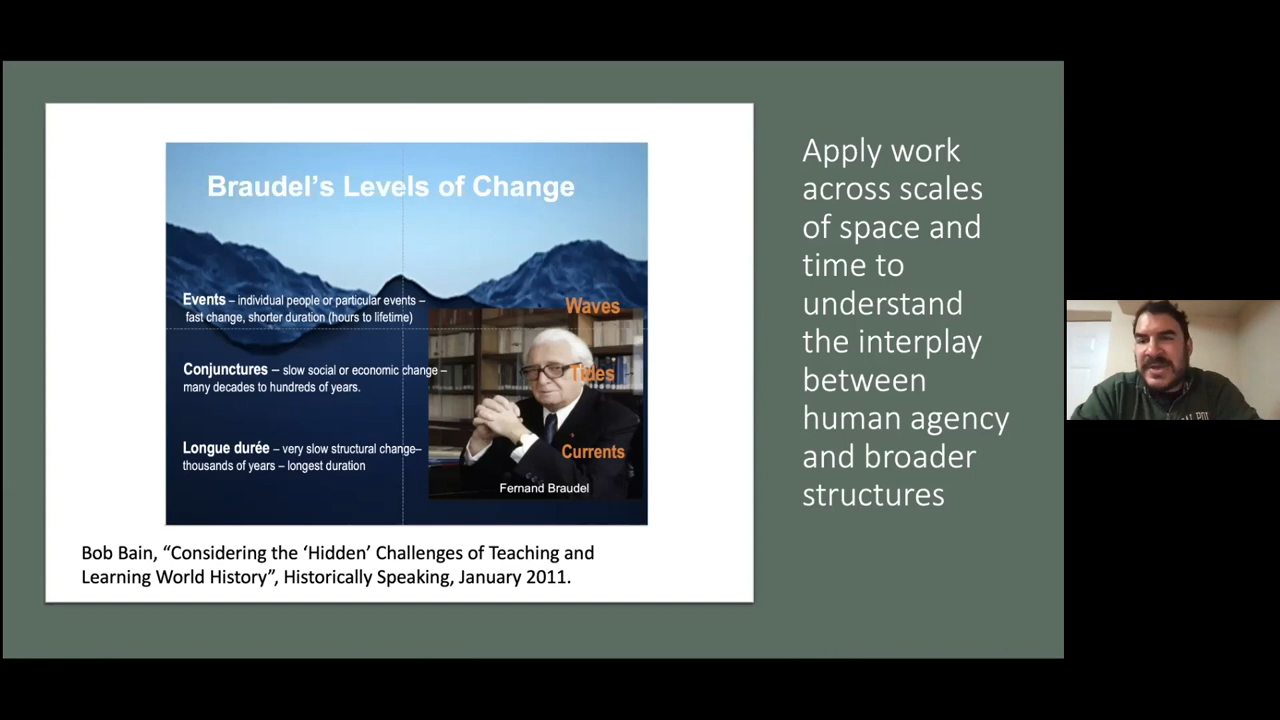 Braudel’s Levels of Change
Events – individual people or particular events –
fast change, shorter duration (hours to lifetime)
Waves
Conjunctures – slow social or economic change –
many decades to hundreds of years.
Tides
Longue durée – very slow structural change–
thousands of years – longest duration
Currents
Fernand Braudel
Bob Bain, “Considering the ‘Hidden’ Challenges of Teaching and
Learning World History”, Historically Speaking, January 2011.
Apply work
across scales
of space and
time to
understand
the interplay
between
human agency
and broader
structures